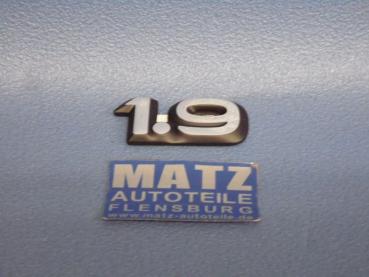 1.9
MATZ
AUTOTEILE
FLENSBURG
www.matz-autoteile.de